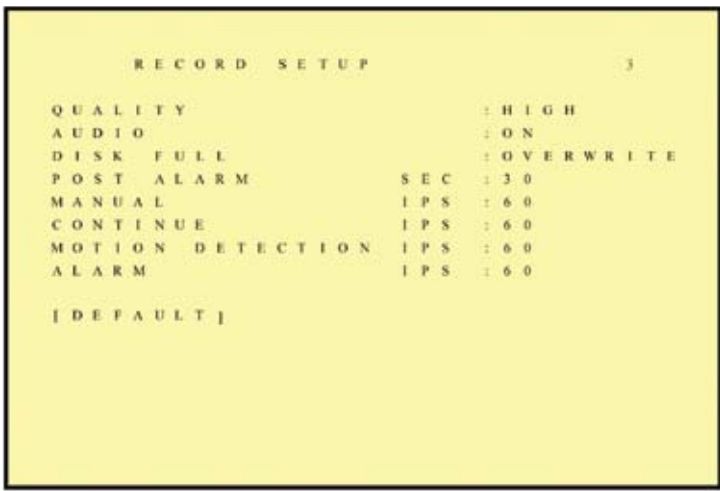 RECORD SETUP 3
QUALITY :HIGH
AUDIO :ON
DISK FULL :OVERWRITE
POST ALARM SEC :30
MANUAL IPS :60
CONTINUE IPS :60
MOTION DETECTION IPS :60
ALARM IPS :60
[DEFAULT]